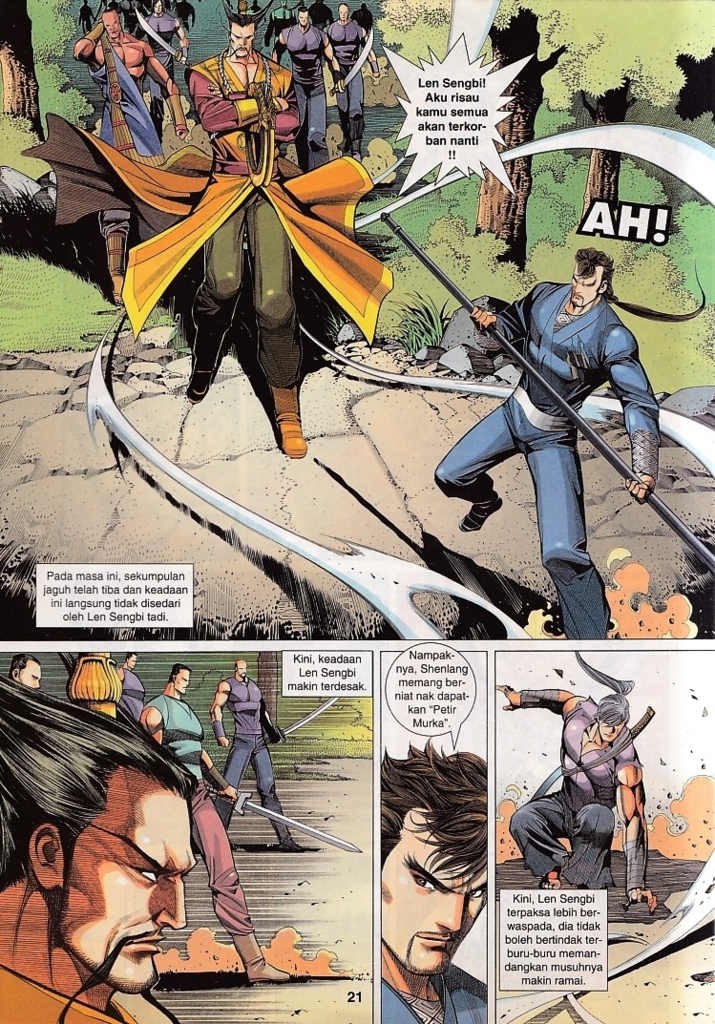 Len Sengbi!
Aku risau
kamu semua
akan terkor-
ban nanti
!!
AH!
Pada masa ini, sekumpulan
jaguh telah tiba dan keadaan
ini langsung tidak disedari
oleh Len Sengbi tadi.
Kini, keadaan
Len Sengbi
makin terdesak.
Nampak-
nya, Shenlang
memang ber-
niat nak dapat-
kan "Petir
Murka".
Kini, Len Sengbi
terpaksa lebih ber-
waspada, dia tidak
boleh bertindak ter-
buru-buru meman-
dangkan musuhnya
makin ramai.
21